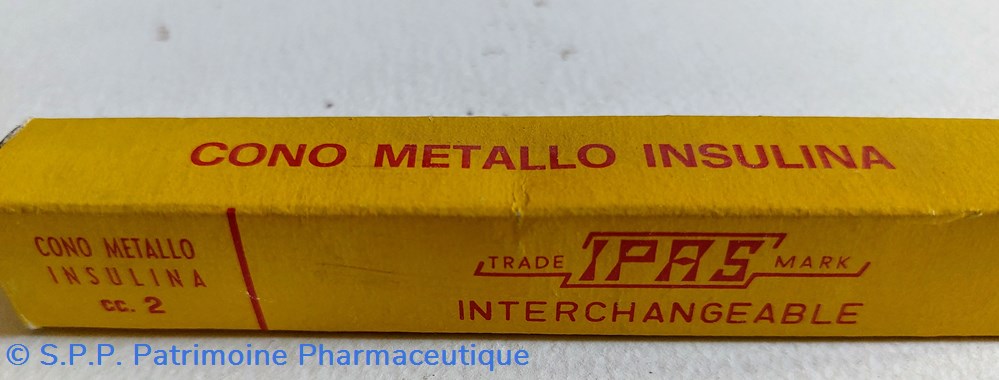 CONO METALLO INSULINA
CONO METALLO
INSULINA
cc. 2
TRADE IPAS MARK
INTERCHANGEABLE
© S.P.P. Patrimoine Pharmaceutique